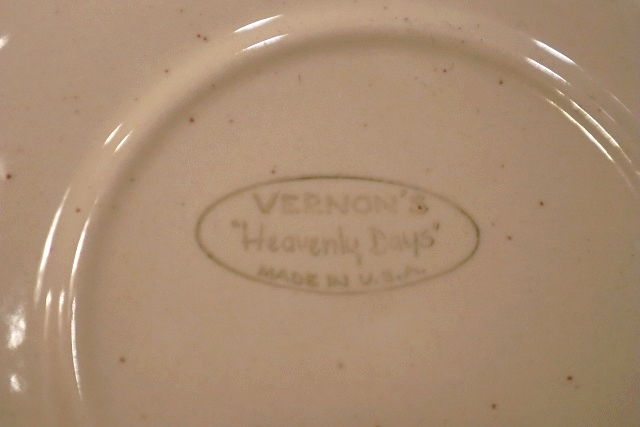 VERNON'S
"Heavenly Days"
MADE IN U.S.A.